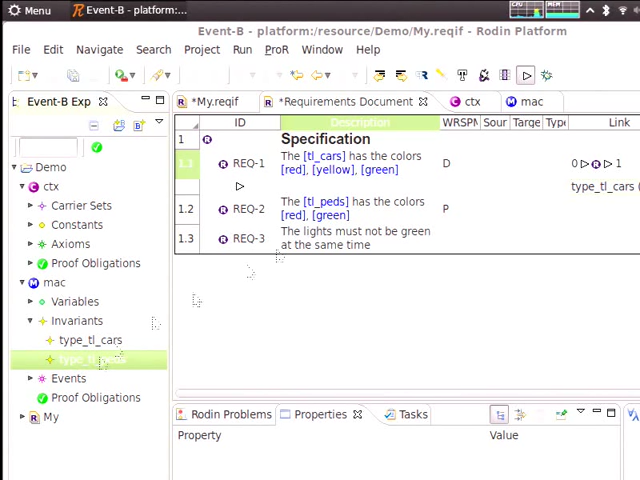 Menu Event-B - platform:...
Event-B - platform:/resource/Demo/My.reqif - Rodin Platform
File Edit Navigate Search Project Run ProR Window Help
Event-B Exp
*My.reqif *Requirements Document ctx mac
ID Description WRSPM Sour Targe Type Link
1 Specification
1.1 REQ-1 The [tl_cars] has the colors D 0 1
[red], [yellow], [green]
type_tl_cars (
1.2 REQ-2 The [tl_peds] has the colors P
[red], [green]
1.3 REQ-3 The lights must not be green
at the same time
Demo
ctx
Carrier Sets
Constants
Axioms
Proof Obligations
mac
Variables
Invariants
type_tl_cars
Events
Proof Obligations
My
Rodin Problems Properties Tasks
Property Value